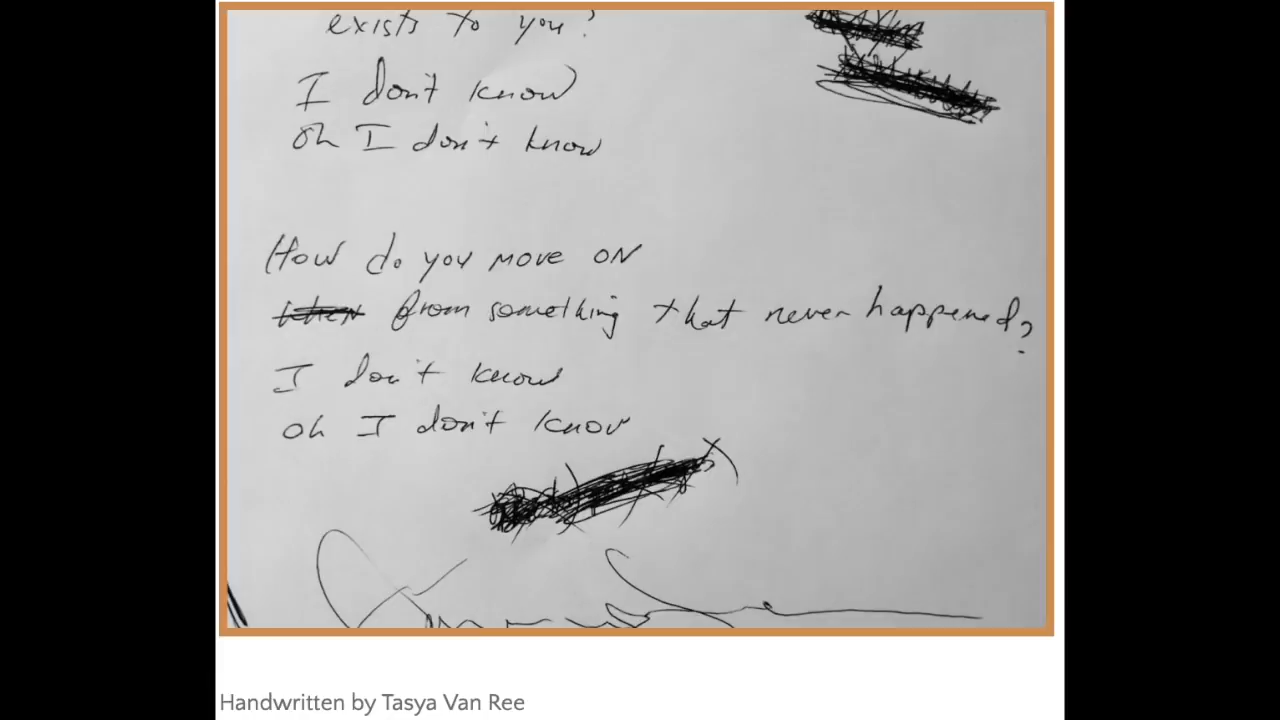 exists to you?
I don't know
oh I don't know
How do you move on
from something that never happened?
I don't know
oh I don't know
Handwritten by Tasya Van Ree